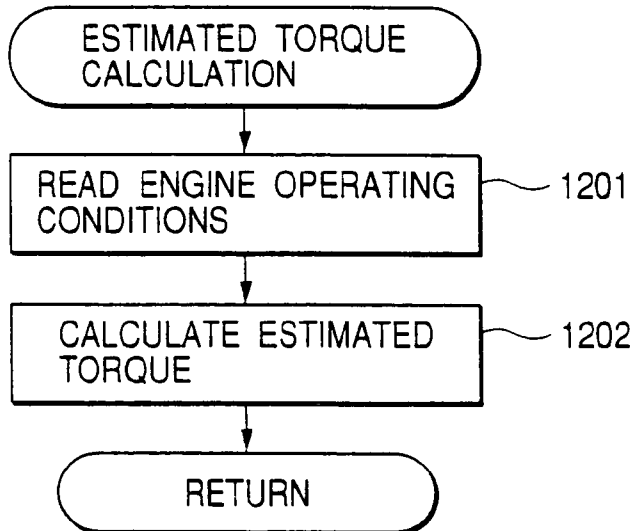 ESTIMATED TORQUE
CALCULATION
READ ENGINE OPERATING
CONDITIONS
1201
CALCULATE ESTIMATED
TORQUE
1202
RETURN